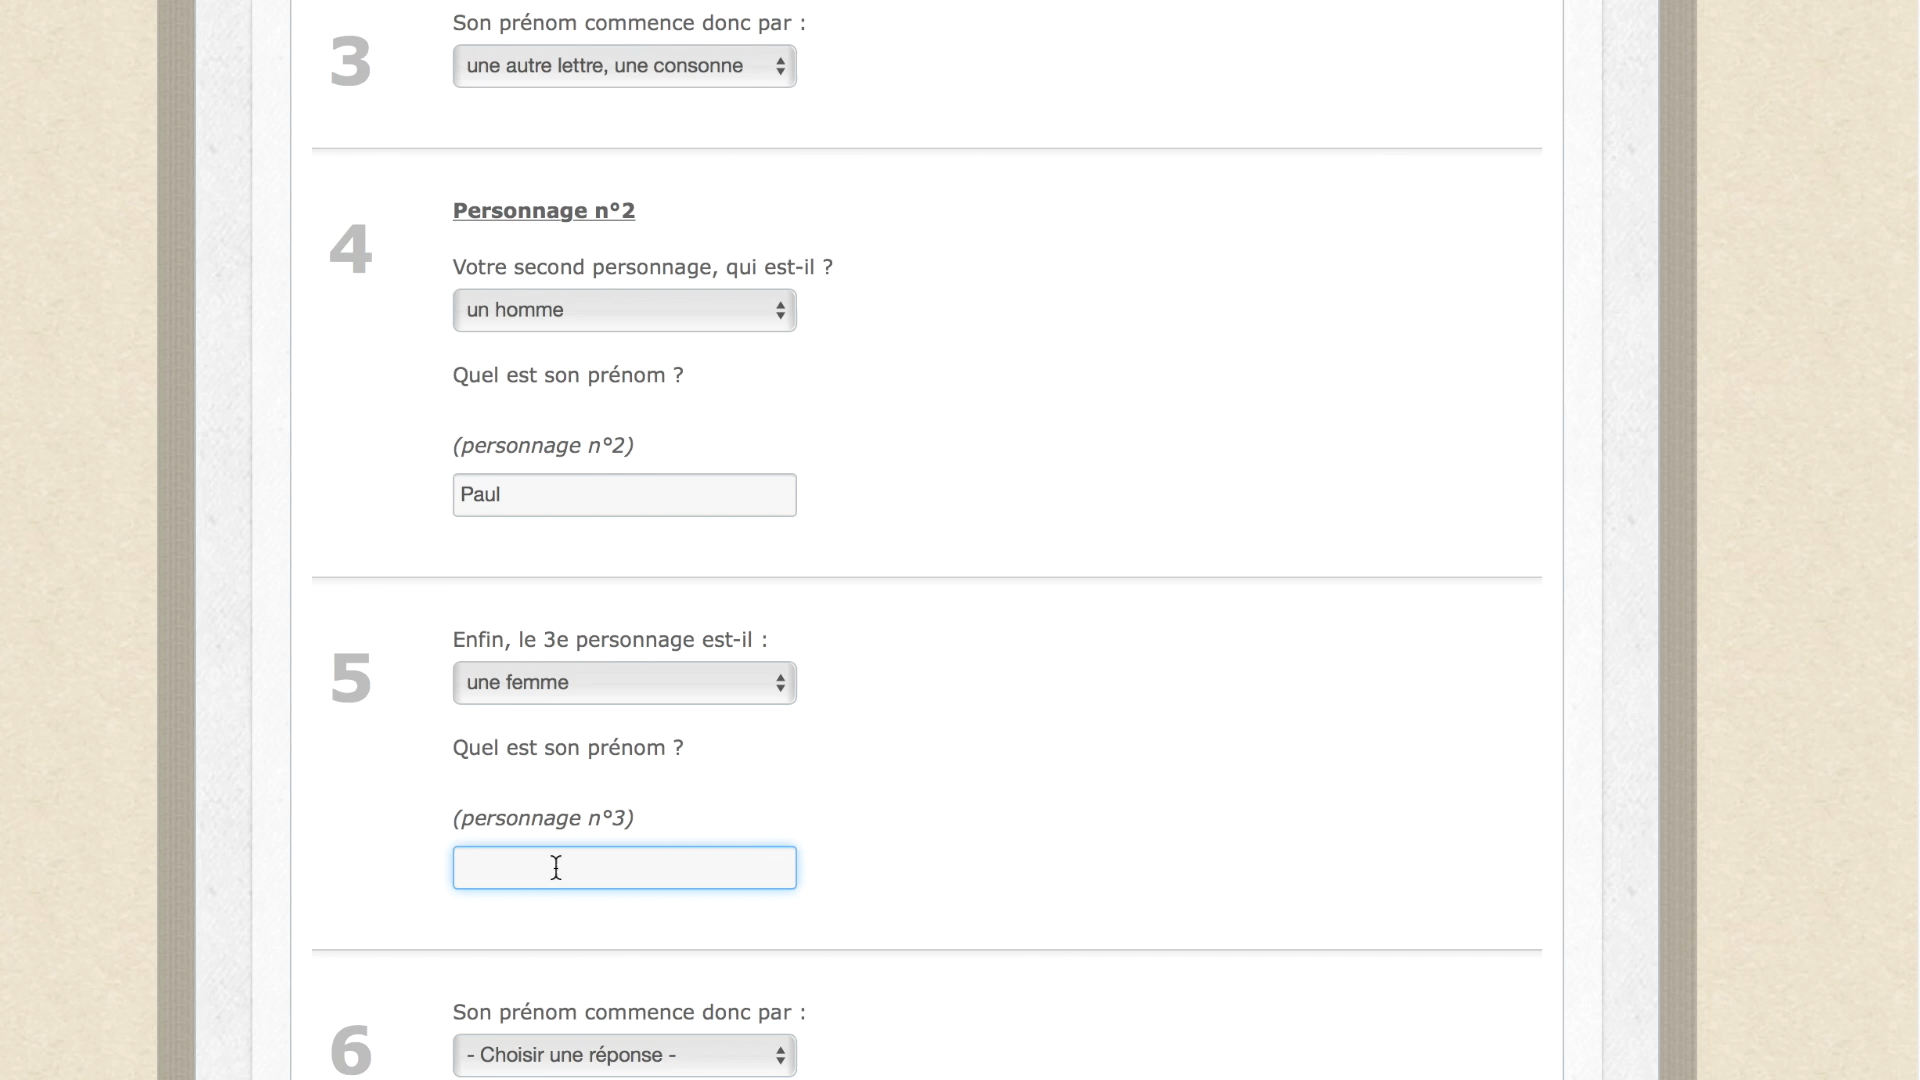 3
Son prénom commence donc par :
une autre lettre, une consonne
4
Personnage n°2
Votre second personnage, qui est-il ?
un homme
Quel est son prénom ?
(personnage n°2)
Paul
5
Enfin, le 3e personnage est-il :
une femme
Quel est son prénom ?
(personnage n°3)
6
Son prénom commence donc par :
- Choisir une réponse -